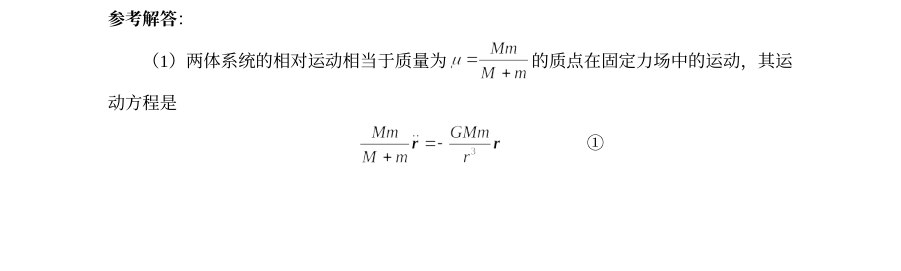 参考解答:
（1）两体系统的相对运动相当于质量为 μ = Mm / (M + m) 的质点在固定力场中的运动，其运
动方程是
Mm / (M + m) r̈ = - GMm / r³ r ①